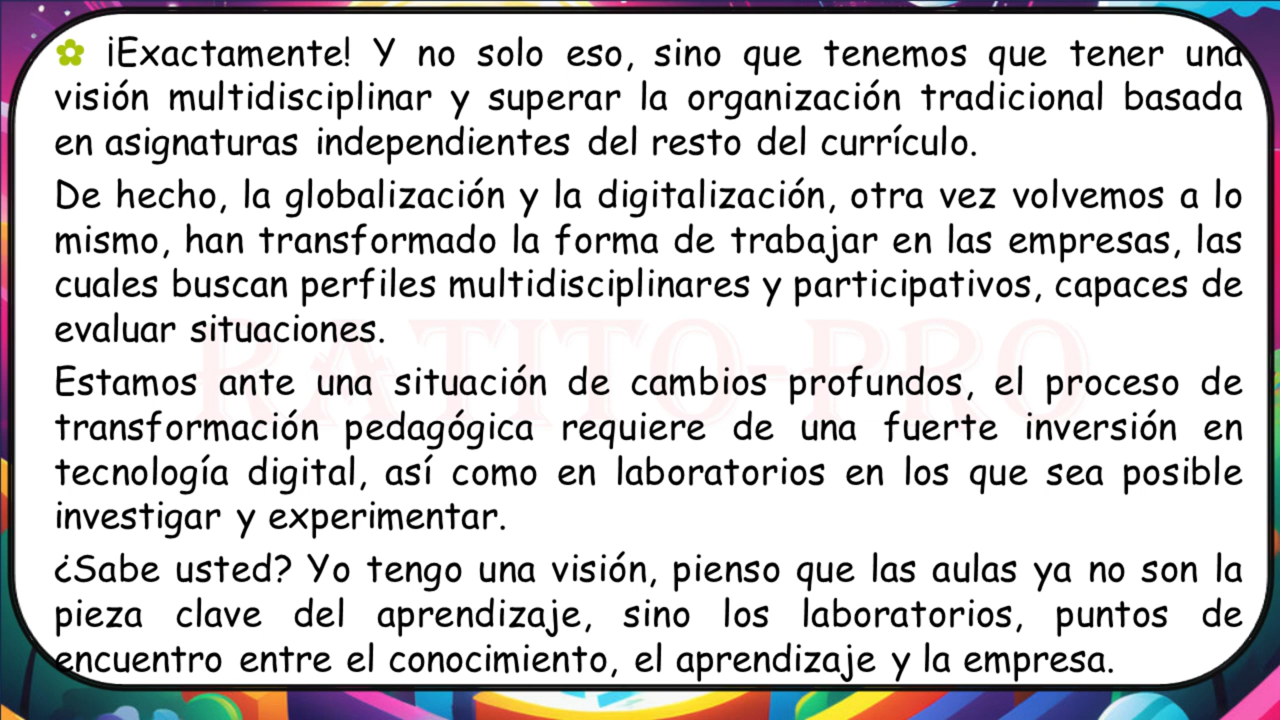 ¡Exactamente! Y no solo eso, sino que tenemos que tener una
visión multidisciplinar y superar la organización tradicional basada
en asignaturas independientes del resto del currículo.
De hecho, la globalización y la digitalización, otra vez volvemos a lo
mismo, han transformado la forma de trabajar en las empresas, las
cuales buscan perfiles multidisciplinares y participativos, capaces de
evaluar situaciones.
RATITO-PRO
Estamos ante una situación de cambios profundos, el proceso de
transformación pedagógica requiere de una fuerte inversión en
tecnología digital, así como en laboratorios en los que sea posible
investigar y experimentar.
¿Sabe usted? Yo tengo una visión, pienso que las aulas ya no son la
pieza clave del aprendizaje, sino los laboratorios, puntos de
encuentro entre el conocimiento, el aprendizaje y la empresa.